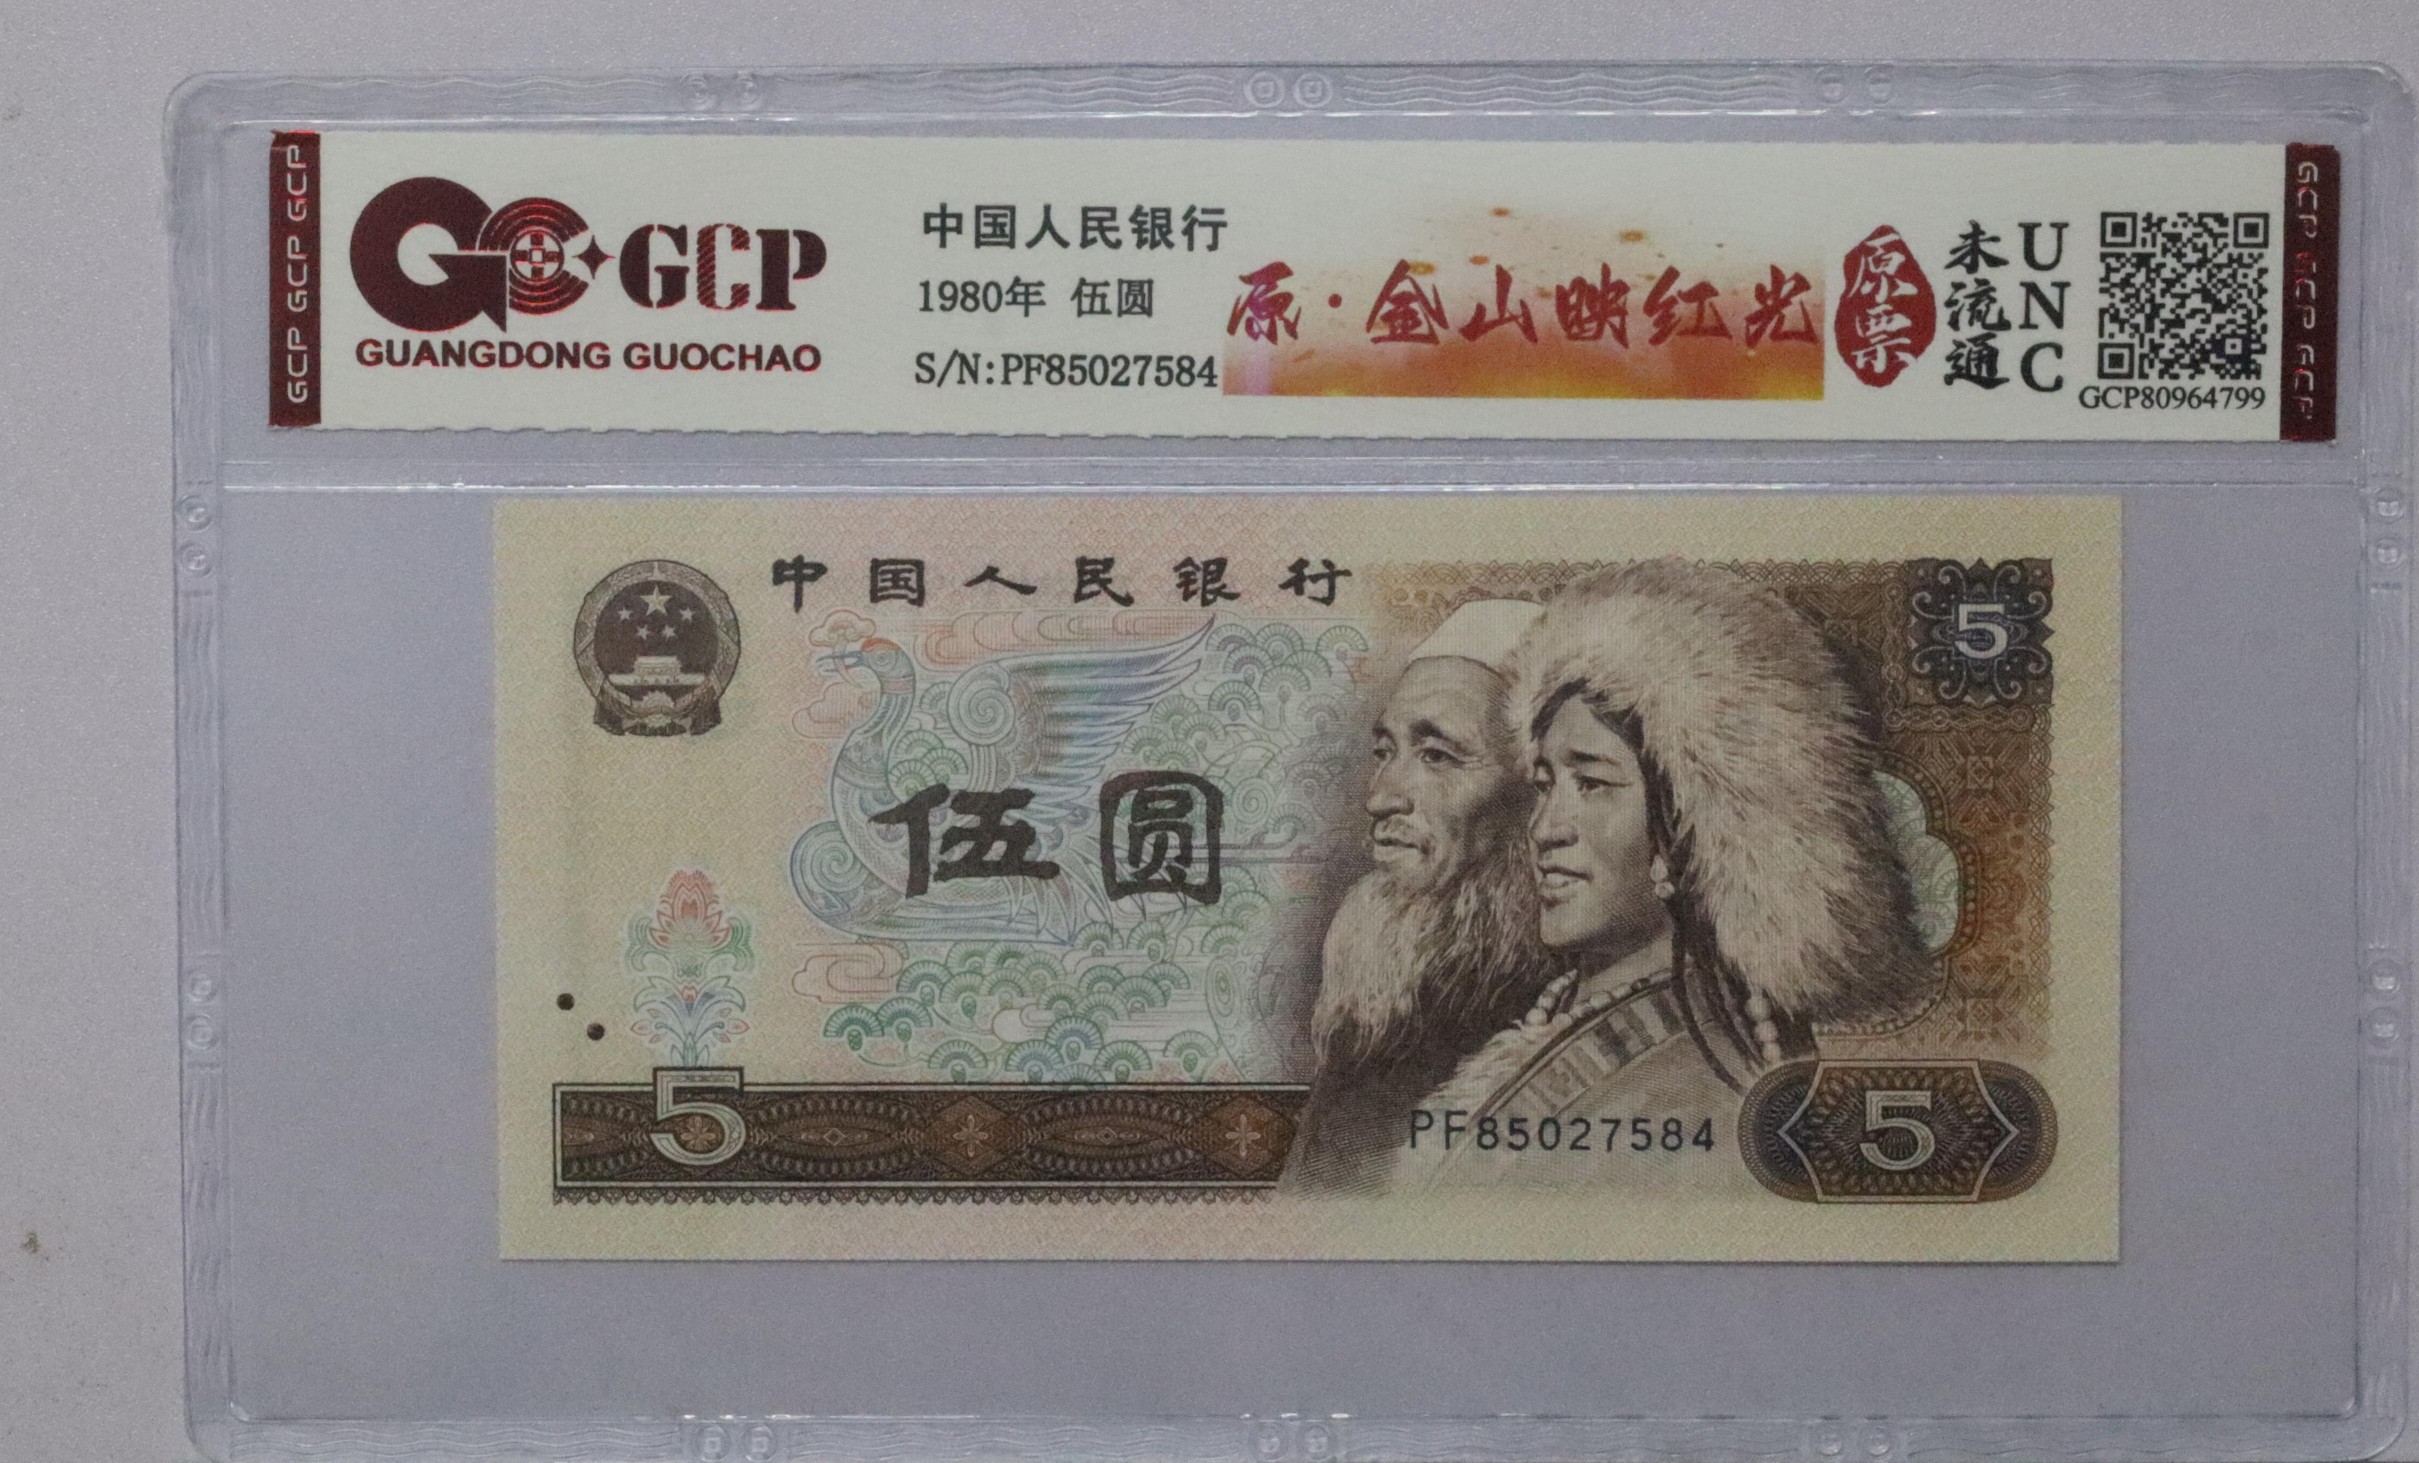 GCP GCP GCP
GCP
GUANGDONG GUOCHAO
中国人民银行
1980年 伍圆
S/N:PF85027584
原·金山映红光
原票
未流通
UNC
GCP80964799
GCP GCP GCP
中国人民银行
5
伍圆
5
PF85027584
5